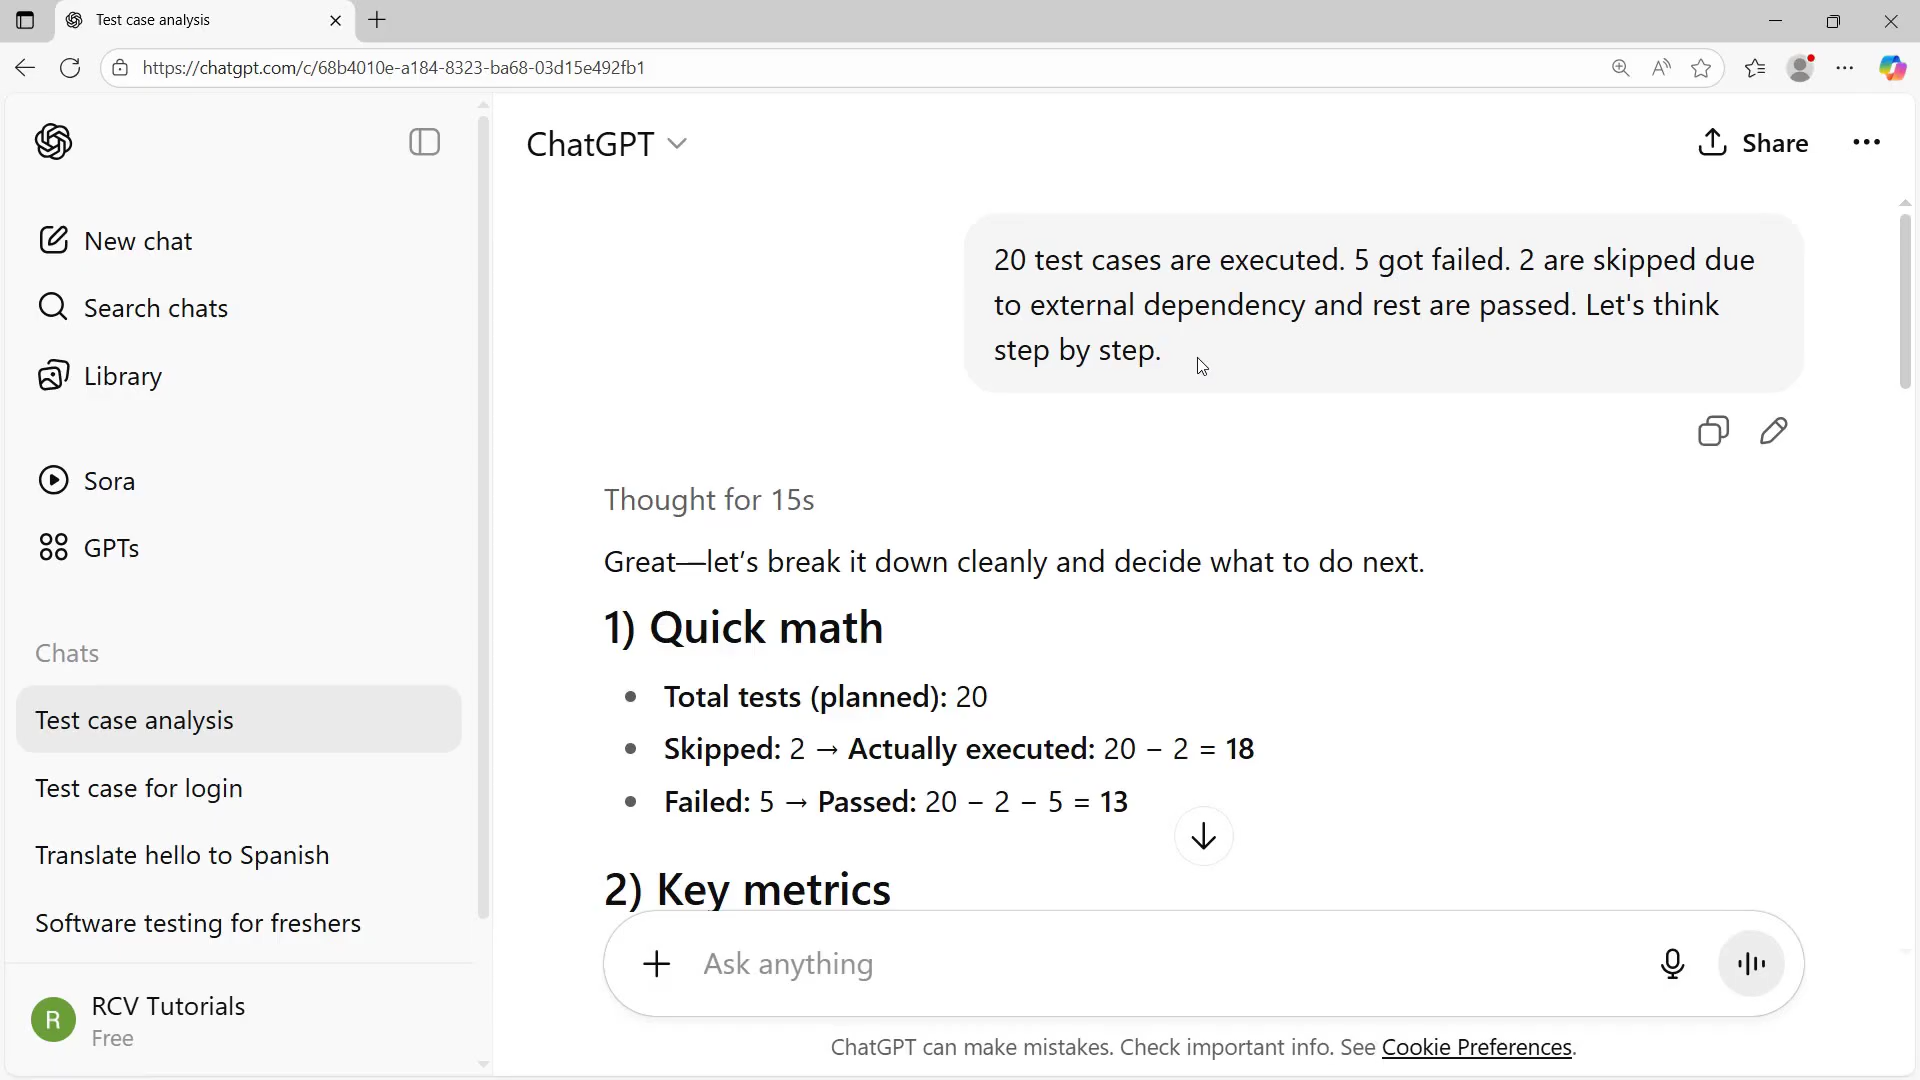 Test case analysis
https://chatgpt.com/c/68b4010e-a184-8323-ba68-03d15e492fb1
New chat
Search chats
Library
Sora
GPTs
Chats
Test case analysis
Test case for login
Translate hello to Spanish
Software testing for freshers
R
RCV Tutorials
Free
ChatGPT
Share
20 test cases are executed. 5 got failed. 2 are skipped due
to external dependency and rest are passed. Let's think
step by step.
Thought for 15s
Great—let’s break it down cleanly and decide what to do next.
1) Quick math
• Total tests (planned): 20
• Skipped: 2 → Actually executed: 20 − 2 = 18
• Failed: 5 → Passed: 20 − 2 − 5 = 13
2) Key metrics
Ask anything
ChatGPT can make mistakes. Check important info. See Cookie Preferences.